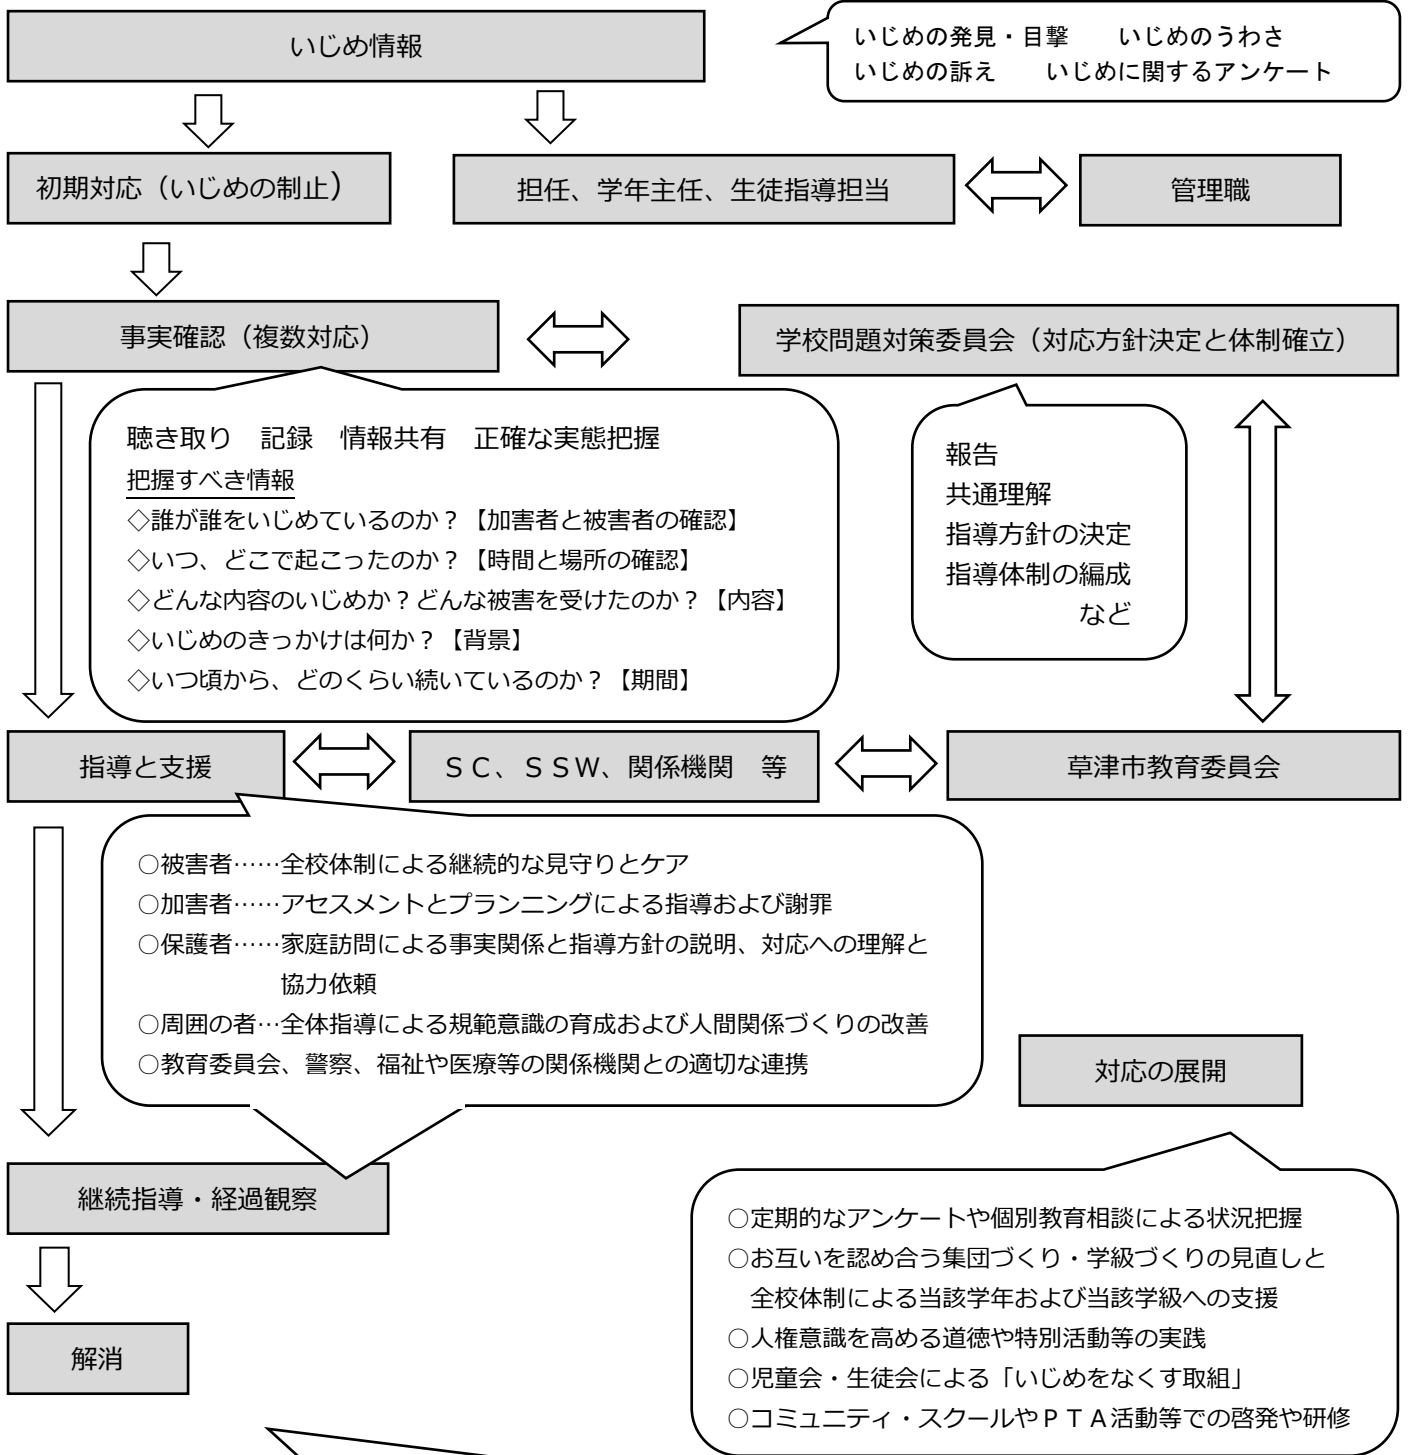 いじめ情報
いじめの発見・目撃　　いじめのうわさ
いじめの訴え　　いじめに関するアンケート
初期対応（いじめの制止）
担任、学年主任、生徒指導担当
管理職
事実確認（複数対応）
学校問題対策委員会（対応方針決定と体制確立）
聴き取り　記録　情報共有　正確な実態把握
把握すべき情報
◇誰が誰をいじめているのか？【加害者と被害者の確認】
◇いつ、どこで起こったのか？【時間と場所の確認】
◇どんな内容のいじめか？どんな被害を受けたのか？【内容】
◇いじめのきっかけは何か？【背景】
◇いつ頃から、どのくらい続いているのか？【期間】
報告
共通理解
指導方針の決定
指導体制の編成
など
指導と支援
ＳＣ、ＳＳＷ、関係機関　等
草津市教育委員会
○被害者……全校体制による継続的な見守りとケア
○加害者……アセスメントとプランニングによる指導および謝罪
○保護者……家庭訪問による事実関係と指導方針の説明、対応への理解と
協力依頼
○周囲の者…全体指導による規範意識の育成および人間関係づくりの改善
○教育委員会、警察、福祉や医療等の関係機関との適切な連携
対応の展開
継続指導・経過観察
○定期的なアンケートや個別教育相談による状況把握
○お互いを認め合う集団づくり・学級づくりの見直しと
全校体制による当該学年および当該学級への支援
○人権意識を高める道徳や特別活動等の実践
○児童会・生徒会による「いじめをなくす取組」
○コミュニティ・スクールやＰＴＡ活動等での啓発や研修
解消